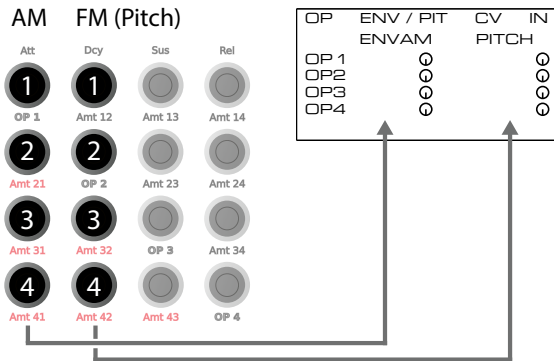 AM FM (Pitch)
Att Dcy Sus Rel
1 1
OP 1 Amt 12 Amt 13 Amt 14
2 2
Amt 21 OP 2 Amt 23 Amt 24
3 3
Amt 31 Amt 32 OP 3 Amt 34
4 4
Amt 41 Amt 42 Amt 43 OP 4
OP ENV / PIT CV IN
ENVAM PITCH
OP 1
OP2
OP3
OP4